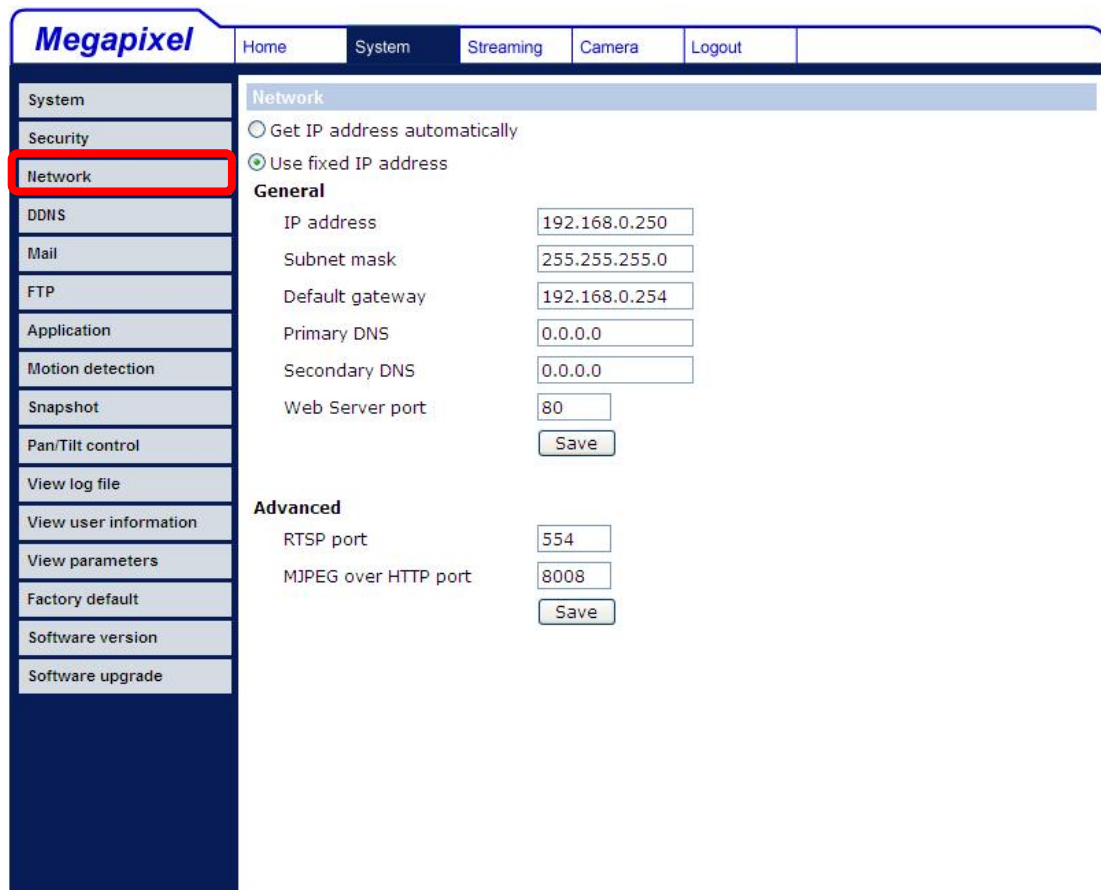 Megapixel
Home System Streaming Camera Logout
System
Security
Network
DDNS
Mail
FTP
Application
Motion detection
Snapshot
Pan/Tilt control
View log file
View user information
View parameters
Factory default
Software version
Software upgrade
Network
Get IP address automatically
Use fixed IP address
General
IP address 192.168.0.250
Subnet mask 255.255.255.0
Default gateway 192.168.0.254
Primary DNS 0.0.0.0
Secondary DNS 0.0.0.0
Web Server port 80
Save
Advanced
RTSP port 554
MJPEG over HTTP port 8008
Save